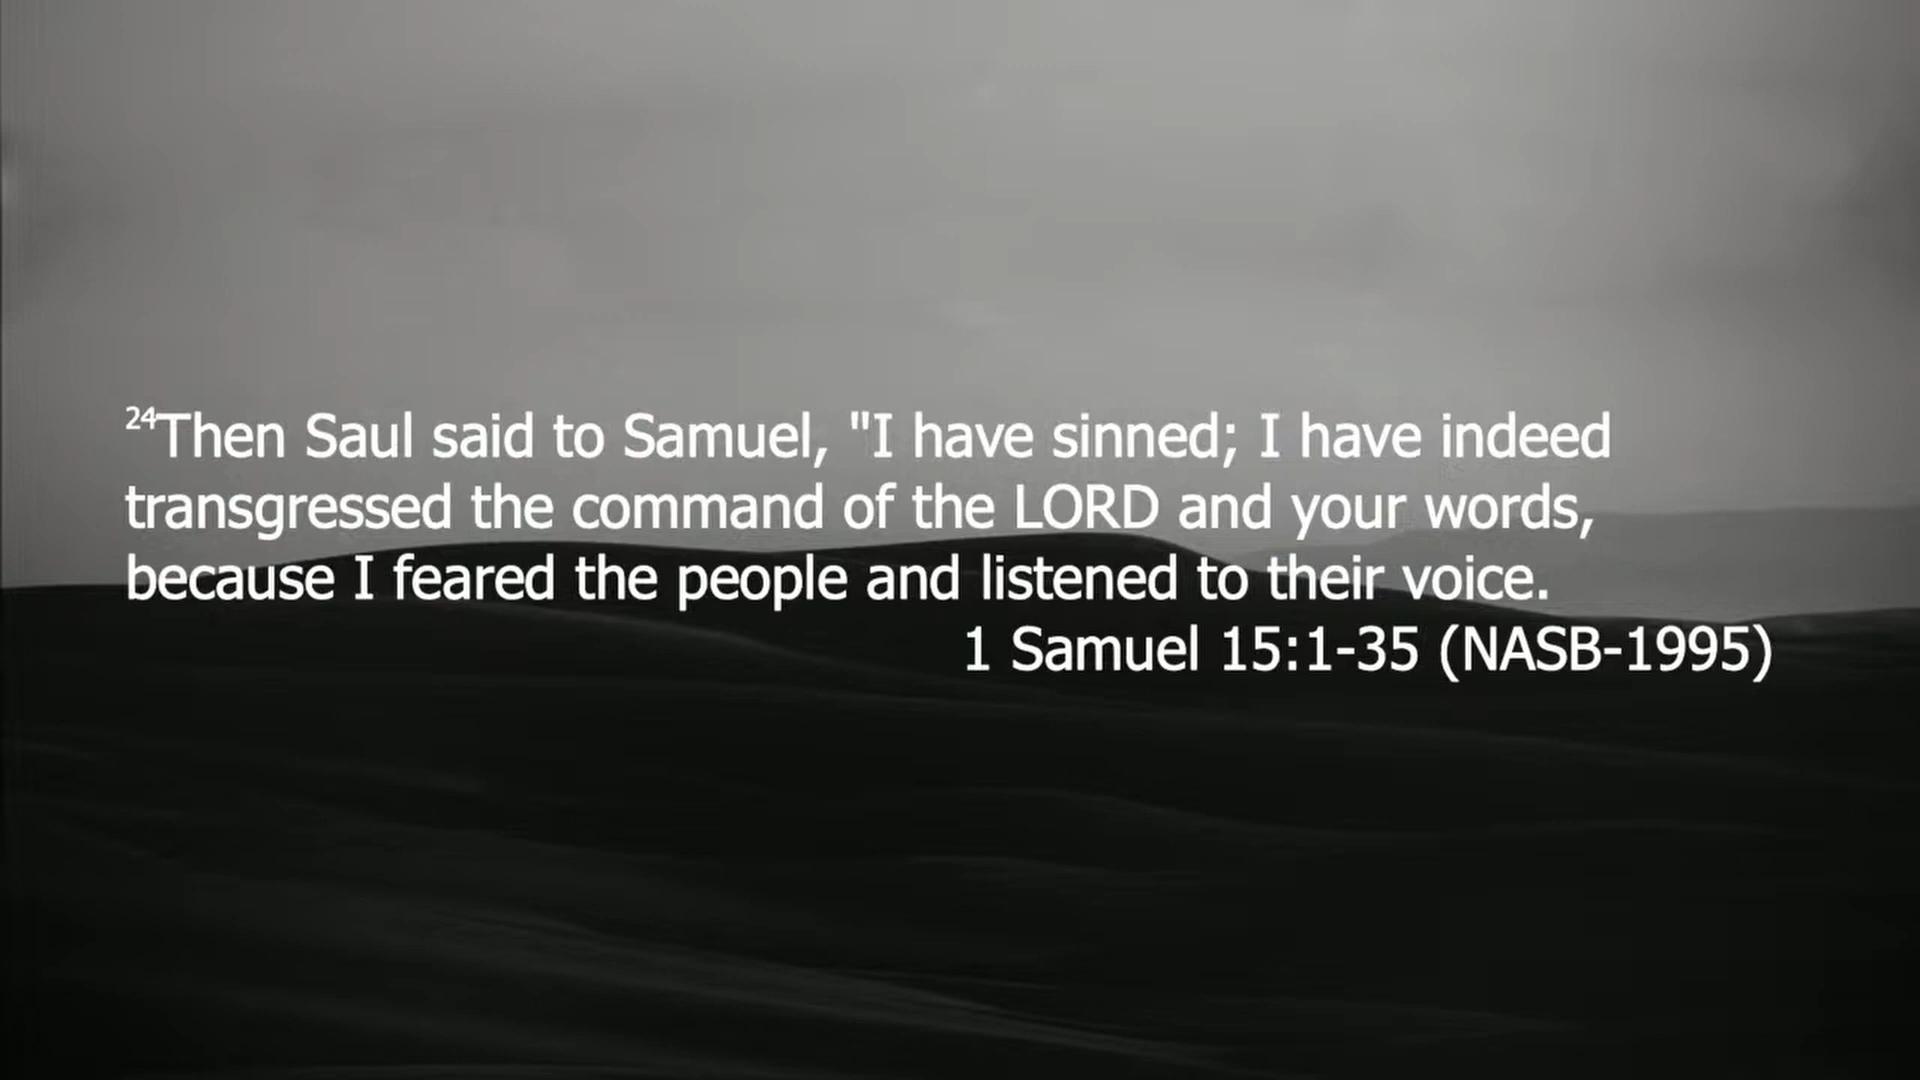 24Then Saul said to Samuel, "I have sinned; I have indeed
transgressed the command of the LORD and your words,
because I feared the people and listened to their voice.
1 Samuel 15:1-35 (NASB-1995)